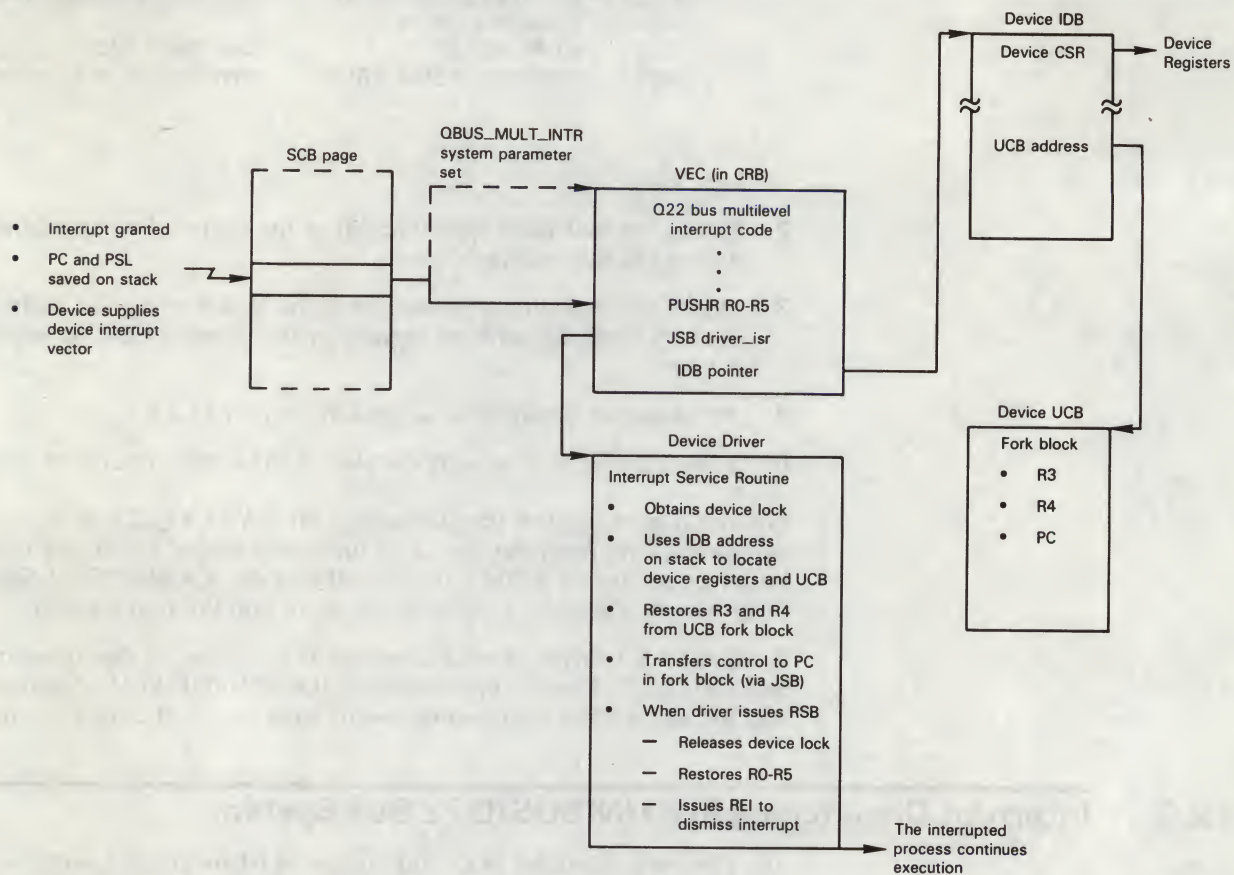 Device IDB
Device CSR
Device
Registers
UCB address
QBUS_MULT_INTR
system parameter
set
SCB page
VEC (in CRB)
• Interrupt granted
• PC and PSL
saved on stack
• Device supplies
device interrupt
vector
Q22 bus multilevel
interrupt code
PUSHR R0-R5
JSB driver_isr
IDB pointer
Device UCB
Fork block
• R3
• R4
• PC
Device Driver
Interrupt Service Routine
• Obtains device lock
• Uses IDB address
on stack to locate
device registers and UCB
• Restores R3 and R4
from UCB fork block
• Transfers control to PC
in fork block (via JSB)
• When driver issues RSB
— Releases device lock
— Restores R0-R5
— Issues REI to
dismiss interrupt
The interrupted
process continues
execution